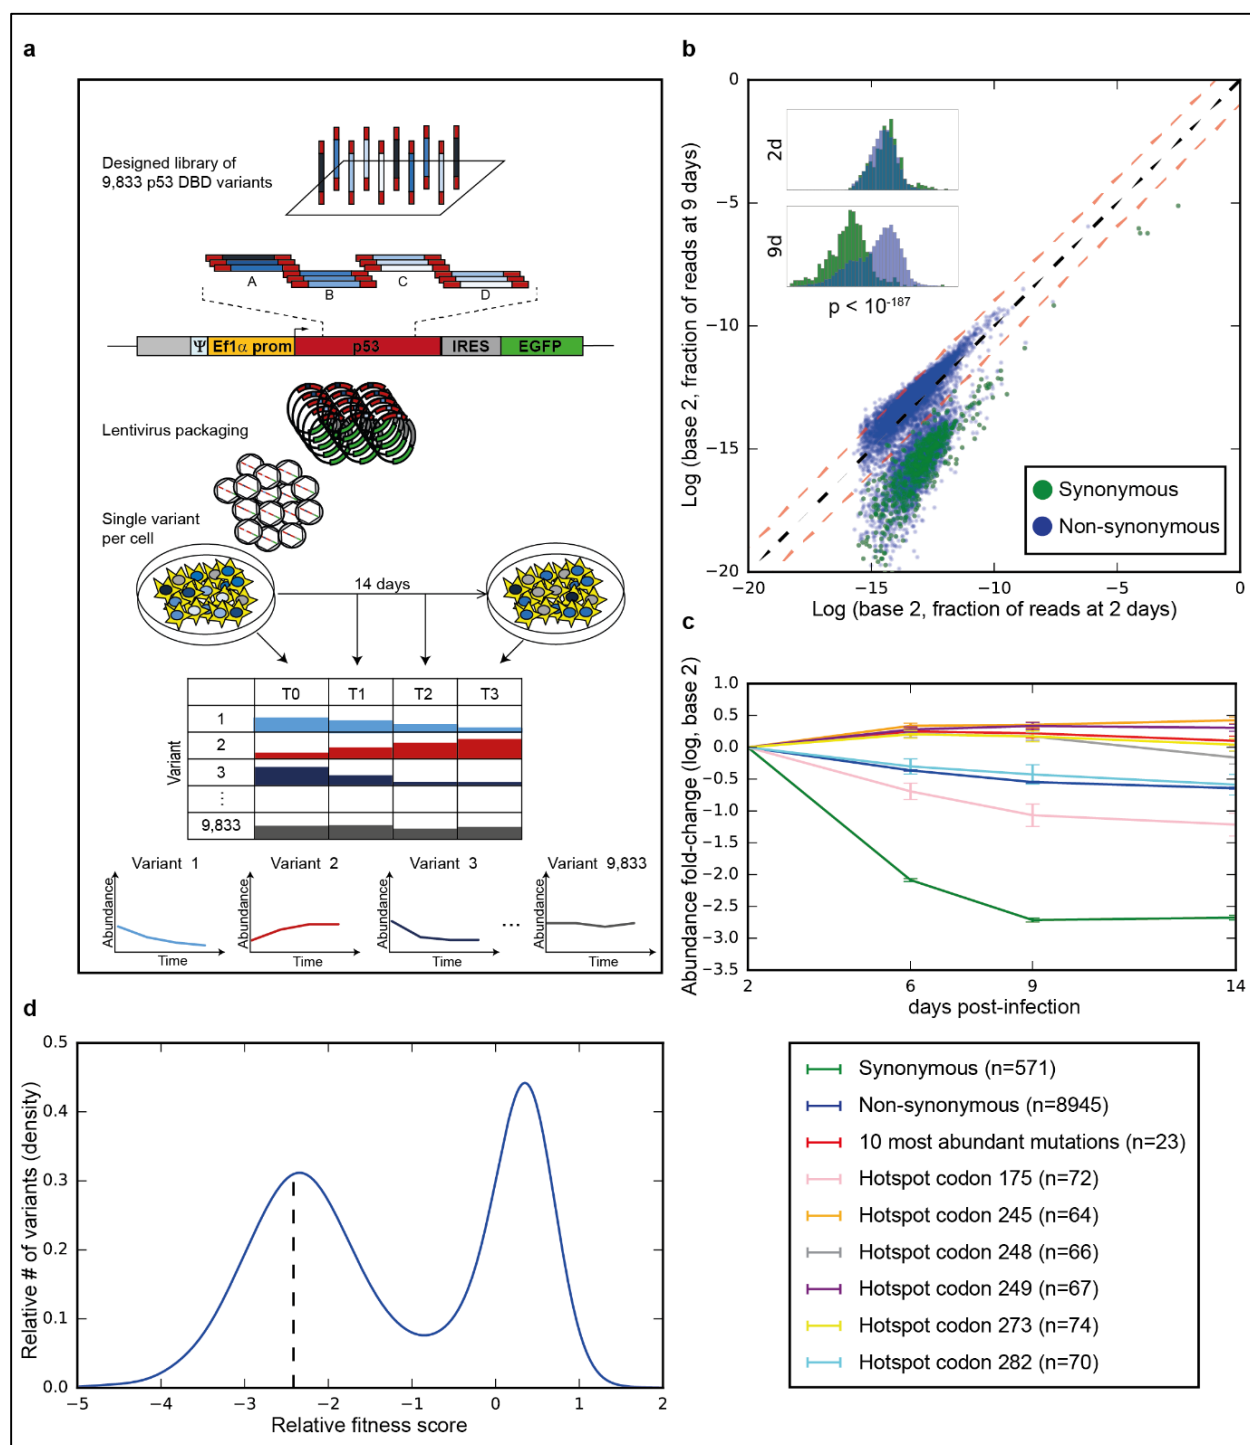 a
Designed library of
9,833 p53 DBD variants
A
B
C
D
Ψ Ef1α prom p53 IRES EGFP
Lentivirus packaging
Single variant
per cell
14 days
T0 T1 T2 T3
Variant
1
2
3
⋮
9,833
Variant 1 Variant 2 Variant 3 Variant 9,833
...
Abundance Abundance Abundance Abundance
Time Time Time Time
b
Log (base 2, fraction of reads at 9 days)
0
−5
−10
−15
−20
2d
9d
p < 10-187
Synonymous
Non-synonymous
−20 −15 −10 −5 0
Log (base 2, fraction of reads at 2 days)
c
Abundance fold-change (log, base 2)
1.0
0.5
0.0
−0.5
−1.0
−1.5
−2.0
−2.5
−3.0
−3.5
2 6 9 14
days post-infection
d
Relative # of variants (density)
0.5
0.4
0.3
0.2
0.1
0.0
−5 −4 −3 −2 −1 0 1 2
Relative fitness score
Synonymous (n=571)
Non-synonymous (n=8945)
10 most abundant mutations (n=23)
Hotspot codon 175 (n=72)
Hotspot codon 245 (n=64)
Hotspot codon 248 (n=66)
Hotspot codon 249 (n=67)
Hotspot codon 273 (n=74)
Hotspot codon 282 (n=70)